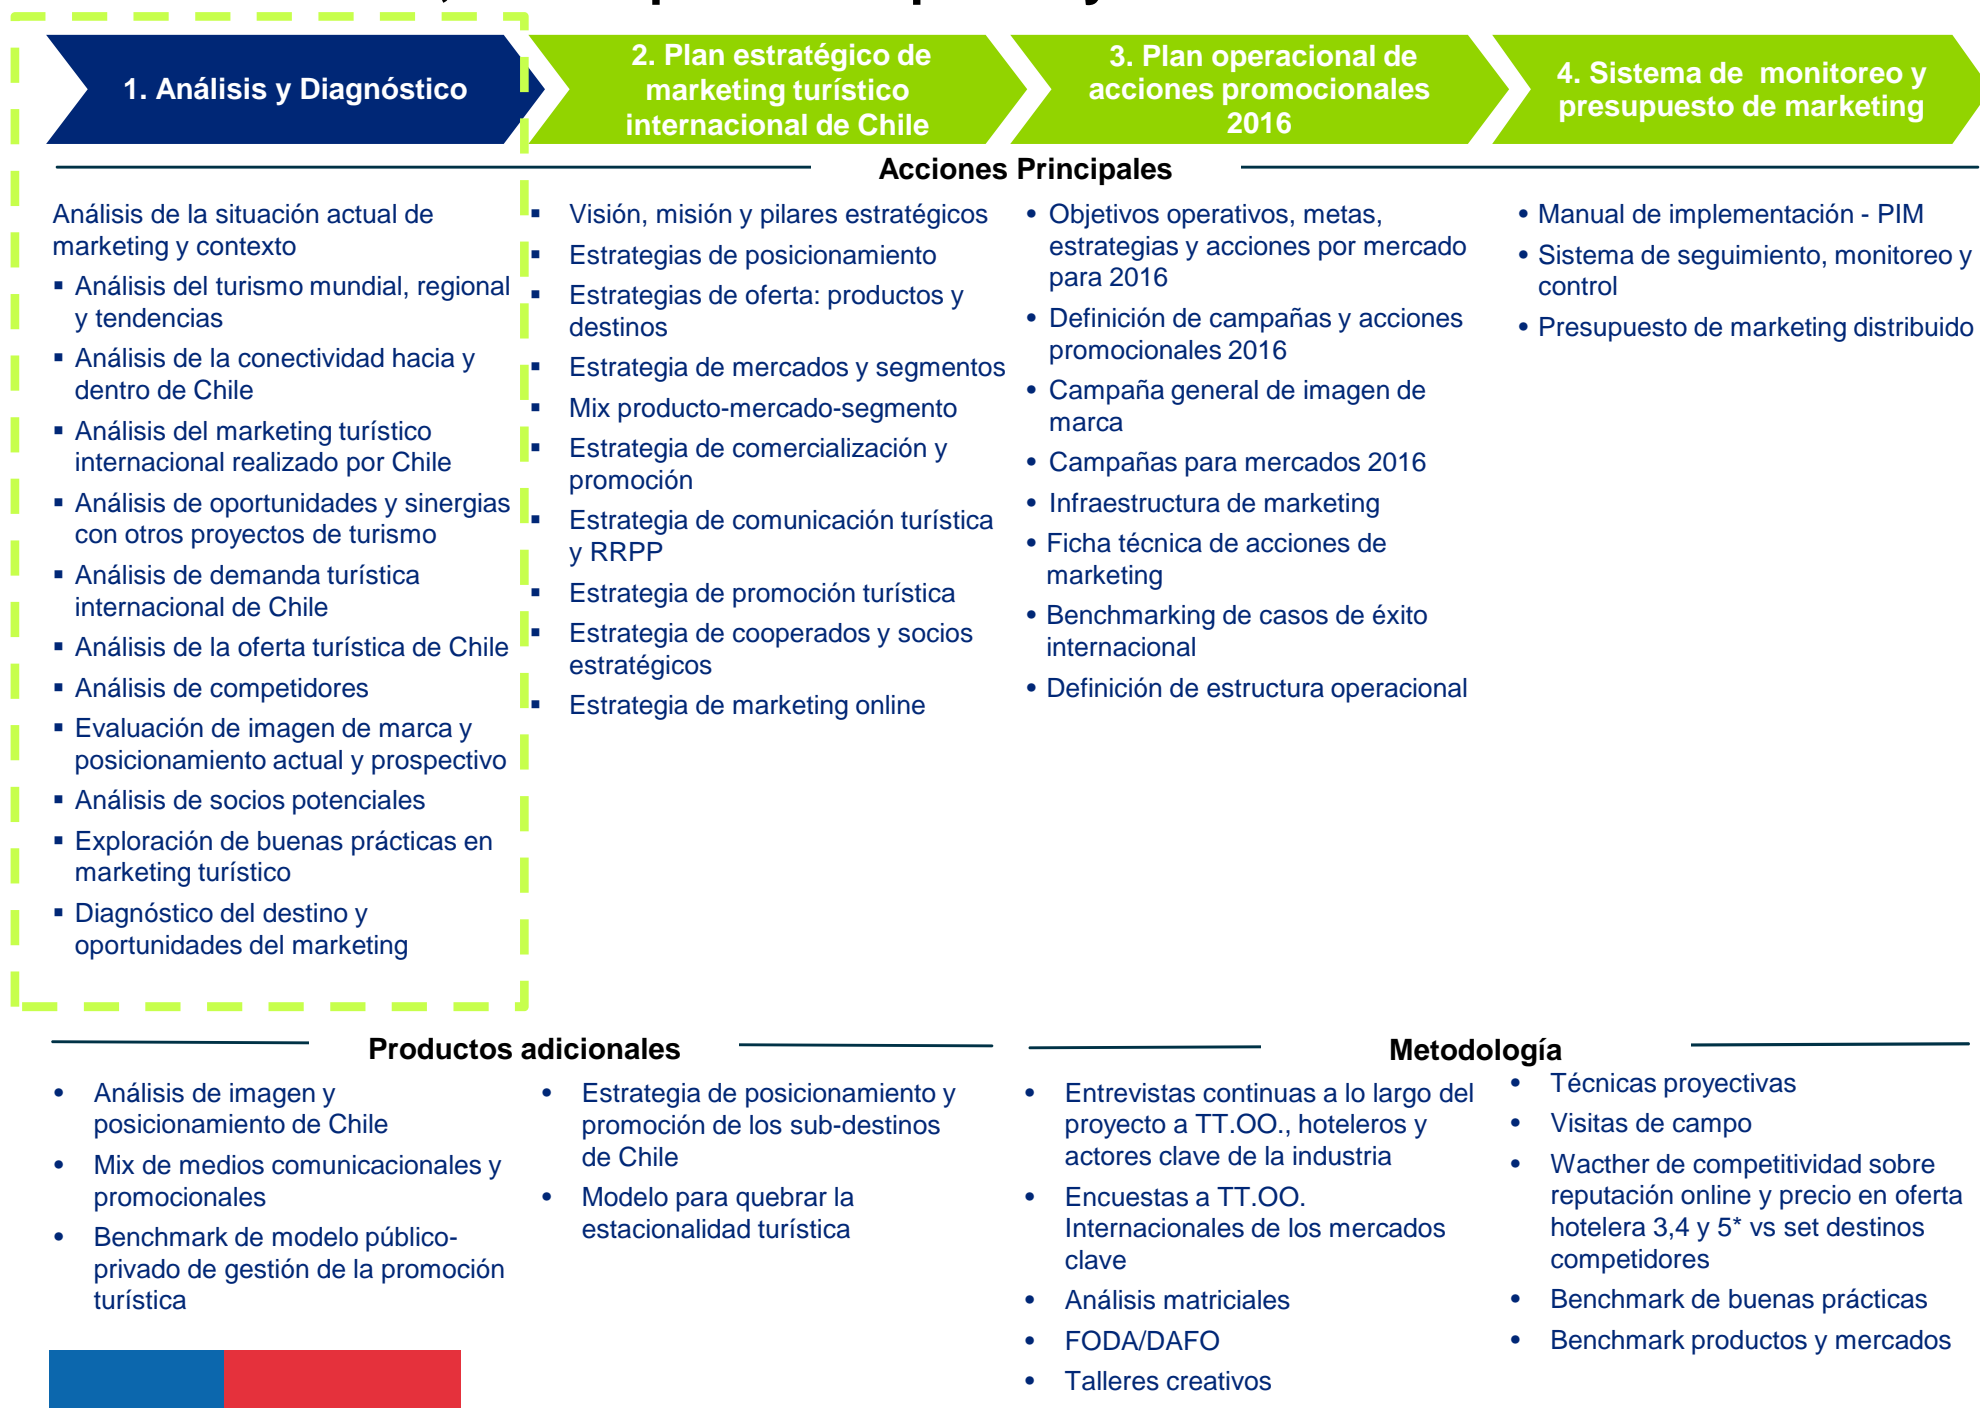 1. Análisis y Diagnóstico
2. Plan estratégico de
marketing turístico
internacional de Chile
3. Plan operacional de
acciones promocionales
2016
4. Sistema de monitoreo y
presupuesto de marketing
Acciones Principales
Análisis de la situación actual de
marketing y contexto
▪ Análisis del turismo mundial, regional
y tendencias
▪ Análisis de la conectividad hacia y
dentro de Chile
▪ Análisis del marketing turístico
internacional realizado por Chile
▪ Análisis de oportunidades y sinergias
con otros proyectos de turismo
▪ Análisis de demanda turística
internacional de Chile
▪ Análisis de la oferta turística de Chile
▪ Análisis de competidores
▪ Evaluación de imagen de marca y
posicionamiento actual y prospectivo
▪ Análisis de socios potenciales
▪ Exploración de buenas prácticas en
marketing turístico
▪ Diagnóstico del destino y
oportunidades del marketing
▪ Visión, misión y pilares estratégicos
▪ Estrategias de posicionamiento
▪ Estrategias de oferta: productos y
destinos
▪ Estrategia de mercados y segmentos
▪ Mix producto-mercado-segmento
▪ Estrategia de comercialización y
promoción
▪ Estrategia de comunicación turística
y RRPP
▪ Estrategia de promoción turística
▪ Estrategia de cooperados y socios
estratégicos
▪ Estrategia de marketing online
• Objetivos operativos, metas,
estrategias y acciones por mercado
para 2016
• Definición de campañas y acciones
promocionales 2016
• Campaña general de imagen de
marca
• Campañas para mercados 2016
• Infraestructura de marketing
• Ficha técnica de acciones de
marketing
• Benchmarking de casos de éxito
internacional
• Definición de estructura operacional
• Manual de implementación - PIM
• Sistema de seguimiento, monitoreo y
control
• Presupuesto de marketing distribuido
Productos adicionales
• Análisis de imagen y
posicionamiento de Chile
• Mix de medios comunicacionales y
promocionales
• Benchmark de modelo público-
privado de gestión de la promoción
turística
• Estrategia de posicionamiento y
promoción de los sub-destinos
de Chile
• Modelo para quebrar la
estacionalidad turística
Metodología
• Entrevistas continuas a lo largo del
proyecto a TT.OO., hoteleros y
actores clave de la industria
• Encuestas a TT.OO.
Internacionales de los mercados
clave
• Análisis matriciales
• FODA/DAFO
• Talleres creativos
• Técnicas proyectivas
• Visitas de campo
• Wacther de competitividad sobre
reputación online y precio en oferta
hotelera 3,4 y 5* vs set destinos
competidores
• Benchmark de buenas prácticas
• Benchmark productos y mercados